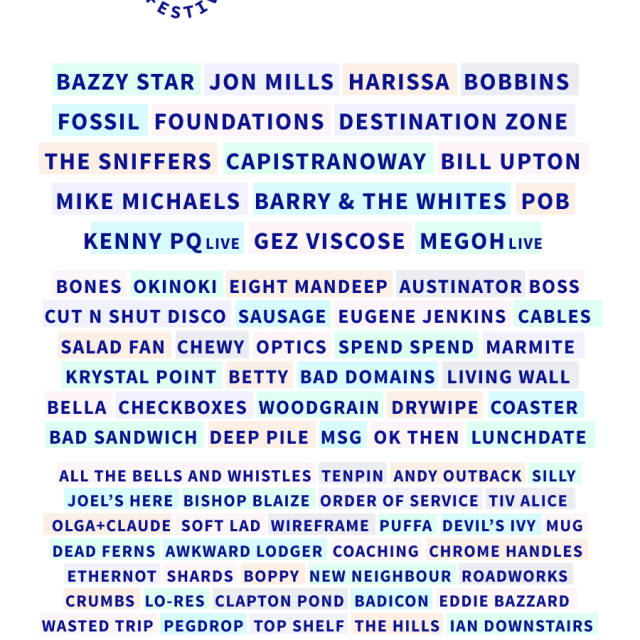 FESTIV
BAZZY STAR JON MILLS HARISSA BOBBINS
FOSSIL FOUNDATIONS DESTINATION ZONE
THE SNIFFERS CAPISTRANOWAY BILL UPTON
MIKE MICHAELS BARRY & THE WHITES POB
KENNY PQ LIVE GEZ VISCOSE MEGOH LIVE
BONES OKINOKI EIGHT MANDEEP AUSTINATOR BOSS
CUT N SHUT DISCO SAUSAGE EUGENE JENKINS CABLES
SALAD FAN CHEWY OPTICS SPEND SPEND MARMITE
KRYSTAL POINT BETTY BAD DOMAINS LIVING WALL
BELLA CHECKBOXES WOODGRAIN DRYWIPE COASTER
BAD SANDWICH DEEP PILE MSG OK THEN LUNCHDATE
ALL THE BELLS AND WHISTLES TENPIN ANDY OUTBACK SILLY
JOEL'S HERE BISHOP BLAIZE ORDER OF SERVICE TIV ALICE
OLGA+CLAUDE SOFT LAD WIREFRAME PUFFA DEVIL'S IVY MUG
DEAD FERNS AWKWARD LODGER COACHING CHROME HANDLES
ETHERNOT SHARDS BOPPY NEW NEIGHBOUR ROADWORKS
CRUMBS LO-RES CLAPTON POND BADICON EDDIE BAZZARD
WASTED TRIP PEGDROP TOP SHELF THE HILLS IAN DOWNSTAIRS